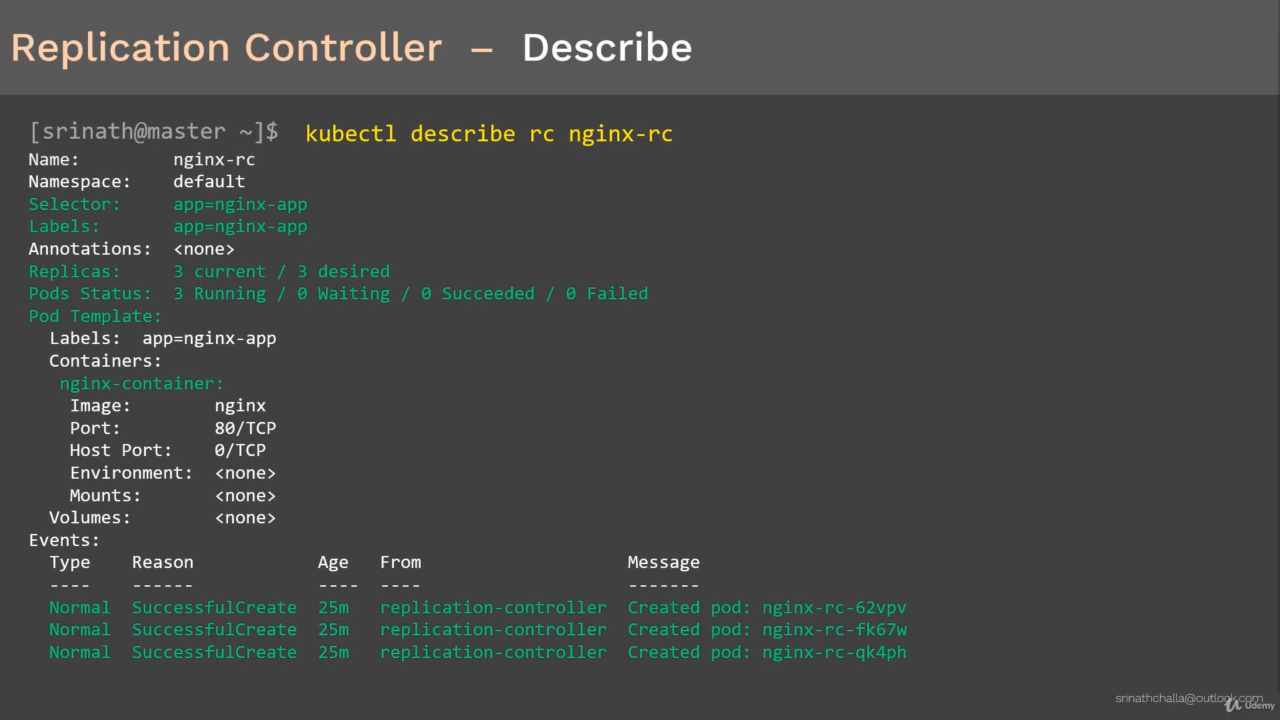 Replication Controller – Describe
[srinath@master ~]$ kubectl describe rc nginx-rc
Name: nginx-rc
Namespace: default
Selector: app=nginx-app
Labels: app=nginx-app
Annotations: <none>
Replicas: 3 current / 3 desired
Pods Status: 3 Running / 0 Waiting / 0 Succeeded / 0 Failed
Pod Template:
Labels: app=nginx-app
Containers:
nginx-container:
Image: nginx
Port: 80/TCP
Host Port: 0/TCP
Environment: <none>
Mounts: <none>
Volumes: <none>
Events:
Type Reason Age From Message
---- ------ ---- ---- -------
Normal SuccessfulCreate 25m replication-controller Created pod: nginx-rc-62vpv
Normal SuccessfulCreate 25m replication-controller Created pod: nginx-rc-fk67w
Normal SuccessfulCreate 25m replication-controller Created pod: nginx-rc-qk4ph
srinathchalla@outlook.com
Udemy